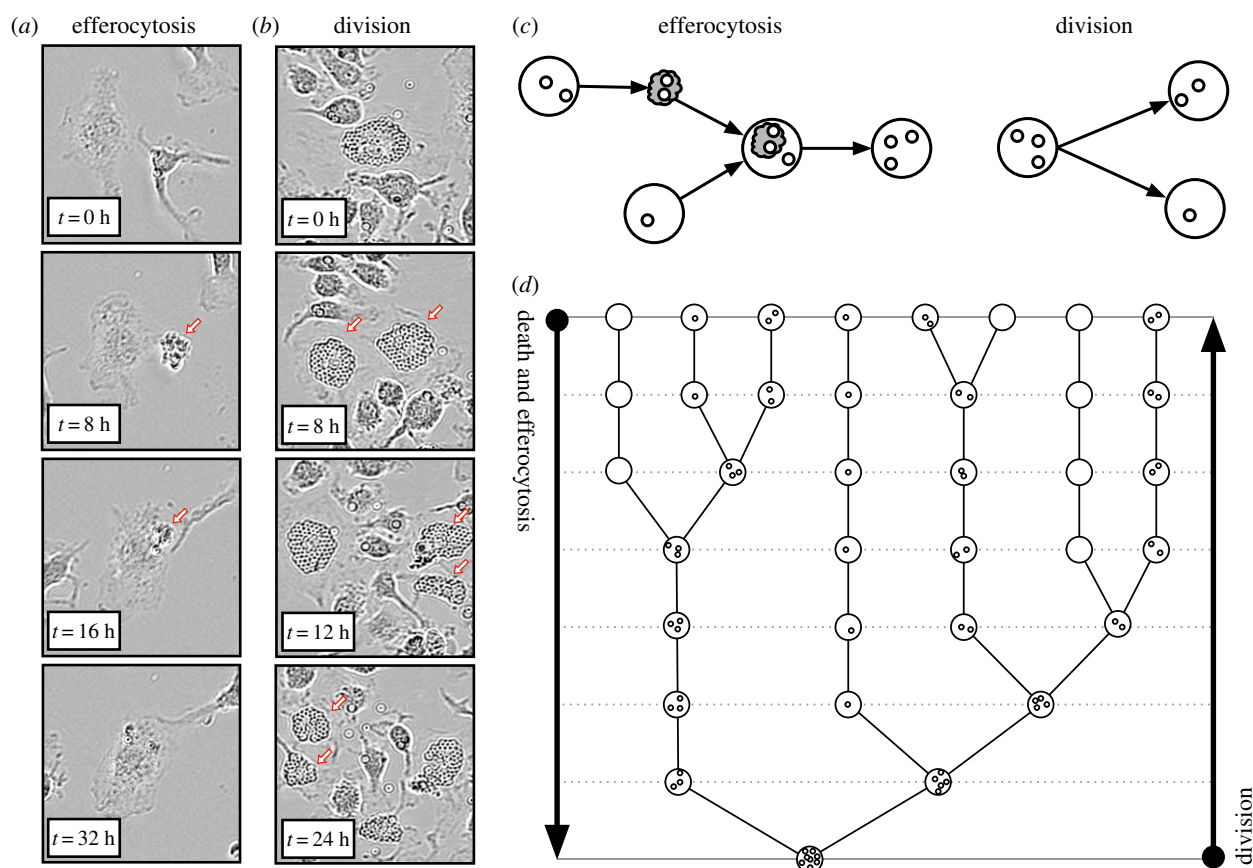 (a) efferocytosis
t = 0 h
t = 8 h
t = 16 h
t = 32 h
(b) division
t = 0 h
t = 8 h
t = 12 h
t = 24 h
(c) efferocytosis division
(d)
death and efferocytosis
division